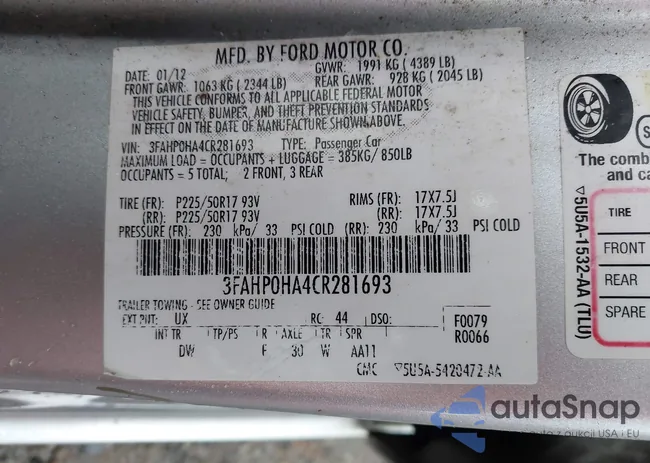 MFD. BY FORD MOTOR CO.
DATE: 01/12 GVWR: 1991 KG ( 4389 LB)
FRONT GAWR: 1063 KG ( 2344 LB) REAR GAWR: 928 KG ( 2045 LB)
THIS VEHICLE CONFORMS TO ALL APPLICABLE FEDERAL MOTOR
VEHICLE SAFETY, BUMPER, AND THEFT PREVENTION STANDARDS
IN EFFECT ON THE DATE OF MANUFACTURE SHOWN ABOVE.
VIN: 3FAHP0HA4CR281693 TYPE: Passenger Car
MAXIMUM LOAD = OCCUPANTS + LUGGAGE = 385KG/ 850LB
OCCUPANTS = 5 TOTAL; 2 FRONT, 3 REAR
TIRE (FR): P225/50R17 93V RIMS (FR): 17X7.5J
(RR): P225/50R17 93V (RR): 17X7.5J
PRESSURE (FR): 230 kPa/ 33 PSI COLD (RR): 230 kPa/ 33 PSI COLD
3FAHP0HA4CR281693
TRAILER TOWING - SEE OWNER GUIDE
EXT PNT: UX RC: 44 DSO: F0079
R0066
INT TR TP/PS R AXLE TR SPR
DW F 30 W AA11
CMC ▽5U5A-5420472-AA
The comb
and ca
TIRE
FRONT
REAR
SPARE
▽5U5A-1532-AA (TLU)
autoSnap
Авто з аукції USA і EU